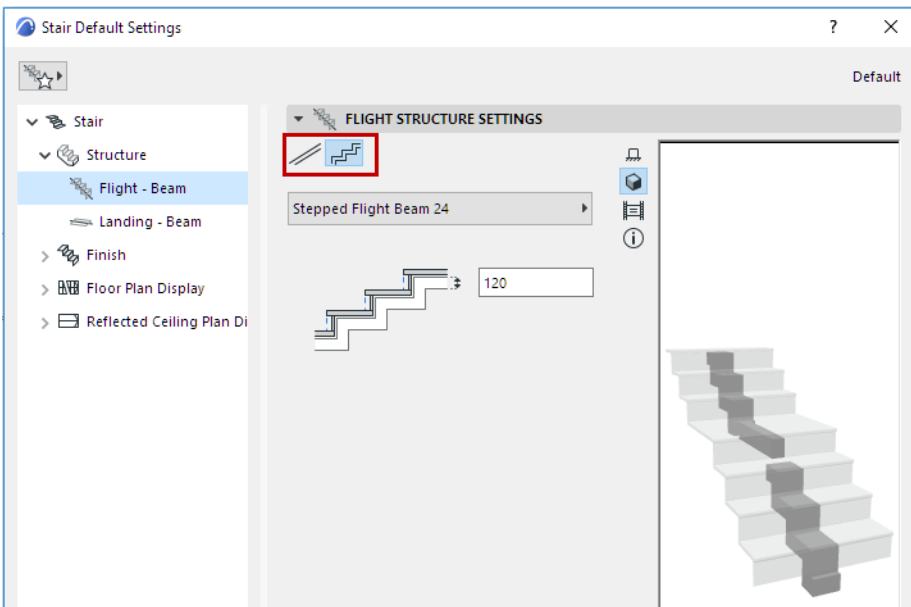 Stair Default Settings
?
Default
Stair
Structure
Flight - Beam
Landing - Beam
Finish
Floor Plan Display
Reflected Ceiling Plan Di
FLIGHT STRUCTURE SETTINGS
Stepped Flight Beam 24
120